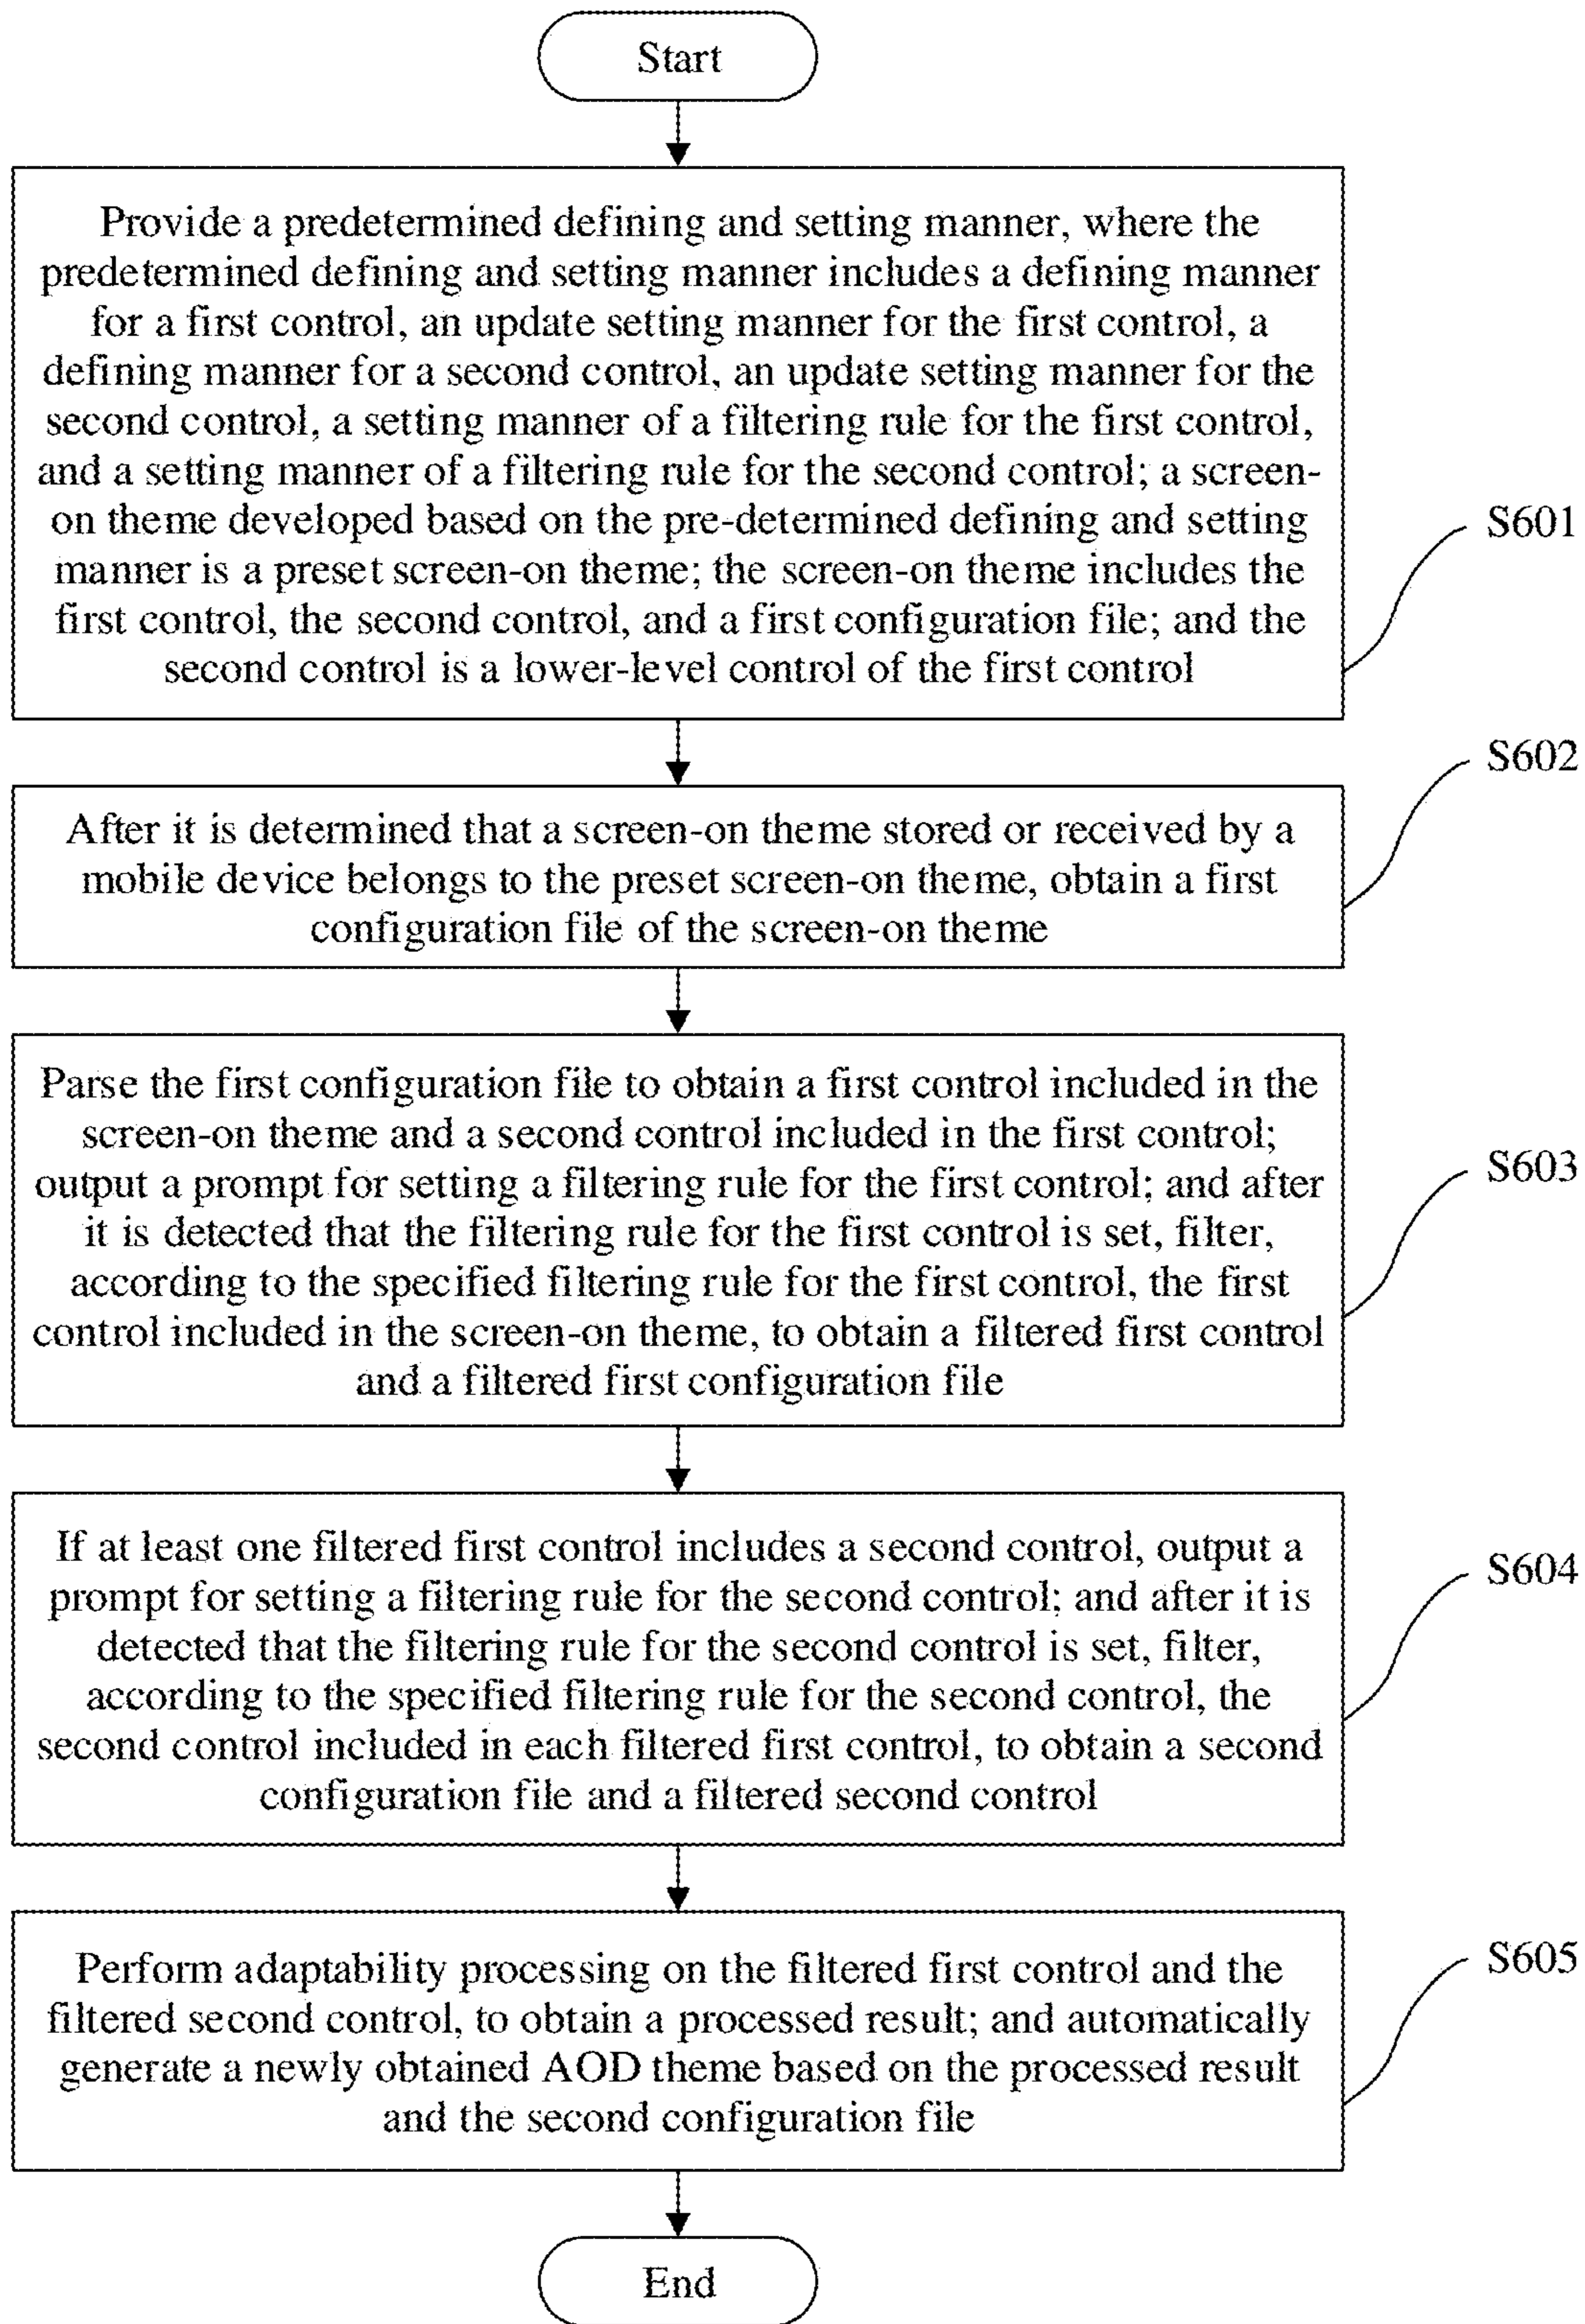 Start
Provide a predetermined defining and setting manner, where the
predetermined defining and setting manner includes a defining manner
for a first control, an update setting manner for the first control, a
defining manner for a second control, an update setting manner for the
second control, a setting manner of a filtering rule for the first control,
and a setting manner of a filtering rule for the second control; a screen-
on theme developed based on the pre-determined defining and setting
manner is a preset screen-on theme; the screen-on theme includes the
first control, the second control, and a first configuration file; and the
second control is a lower-level control of the first control
S601
After it is determined that a screen-on theme stored or received by a
mobile device belongs to the preset screen-on theme, obtain a first
configuration file of the screen-on theme
S602
Parse the first configuration file to obtain a first control included in the
screen-on theme and a second control included in the first control;
output a prompt for setting a filtering rule for the first control; and after
it is detected that the filtering rule for the first control is set, filter,
according to the specified filtering rule for the first control, the first
control included in the screen-on theme, to obtain a filtered first control
and a filtered first configuration file
S603
If at least one filtered first control includes a second control, output a
prompt for setting a filtering rule for the second control; and after it is
detected that the filtering rule for the second control is set, filter,
according to the specified filtering rule for the second control, the
second control included in each filtered first control, to obtain a second
configuration file and a filtered second control
S604
Perform adaptability processing on the filtered first control and the
filtered second control, to obtain a processed result; and automatically
generate a newly obtained AOD theme based on the processed result
and the second configuration file
S605
End